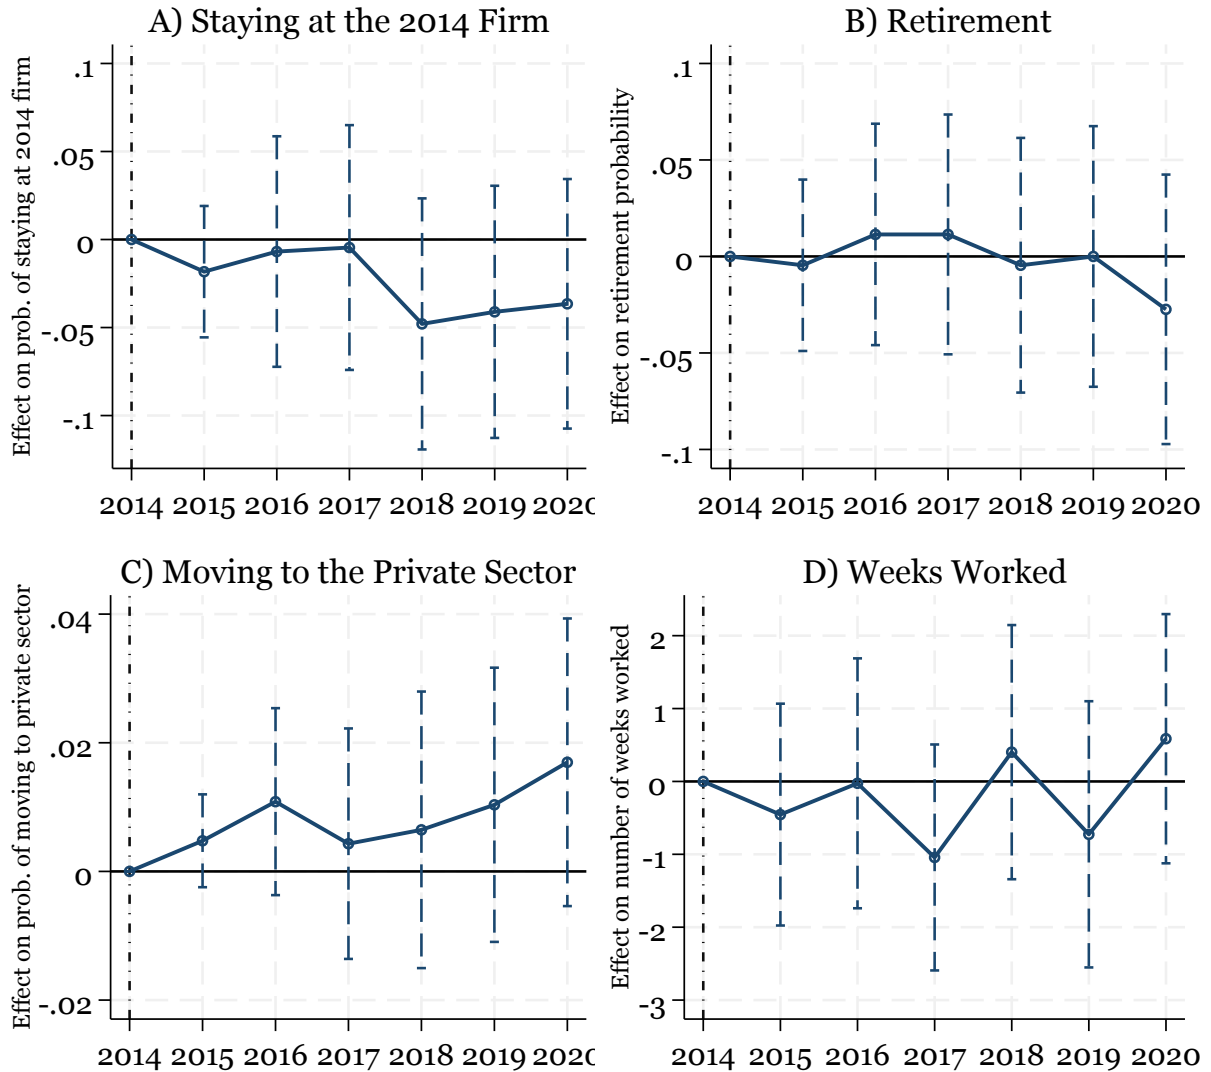 A) Staying at the 2014 Firm
Effect on prob. of staying at 2014 firm
.1
.05
0
-.05
-.1
2014 2015 2016 2017 2018 2019 2020
B) Retirement
Effect on retirement probability
.1
.05
0
-.05
-.1
2014 2015 2016 2017 2018 2019 2020
C) Moving to the Private Sector
Effect on prob. of moving to private sector
.04
.02
0
-.02
2014 2015 2016 2017 2018 2019 2020
D) Weeks Worked
Effect on number of weeks worked
2
1
0
-1
-2
-3
2014 2015 2016 2017 2018 2019 2020